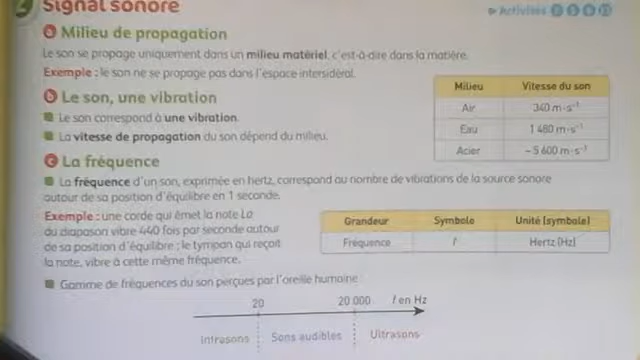 2 Signal sonore
Activités
a Milieu de propagation
Le son se propage uniquement dans un milieu matériel, c'est-à-dire dans la matière.
Exemple : le son ne se propage pas dans l'espace intersidéral.
b Le son, une vibration
Le son correspond à une vibration.
La vitesse de propagation du son dépend du milieu.
Milieu Vitesse du son
Air 340 m·s⁻¹
Eau 1 480 m·s⁻¹
Acier ~ 5 600 m·s⁻¹
c La fréquence
La fréquence d'un son, exprimée en hertz, correspond au nombre de vibrations de la source sonore
autour de sa position d'équilibre en 1 seconde.
Exemple : une corde qui émet la note La
du diapason vibre 440 fois par seconde autour
de sa position d'équilibre ; le tympan qui reçoit
la note, vibre à cette même fréquence.
Grandeur Symbole Unité (symbole)
Fréquence f Hertz (Hz)
Gamme de fréquences du son perçues par l'oreille humaine
20 20 000 f en Hz
Infrasons Sons audibles Ultrasons